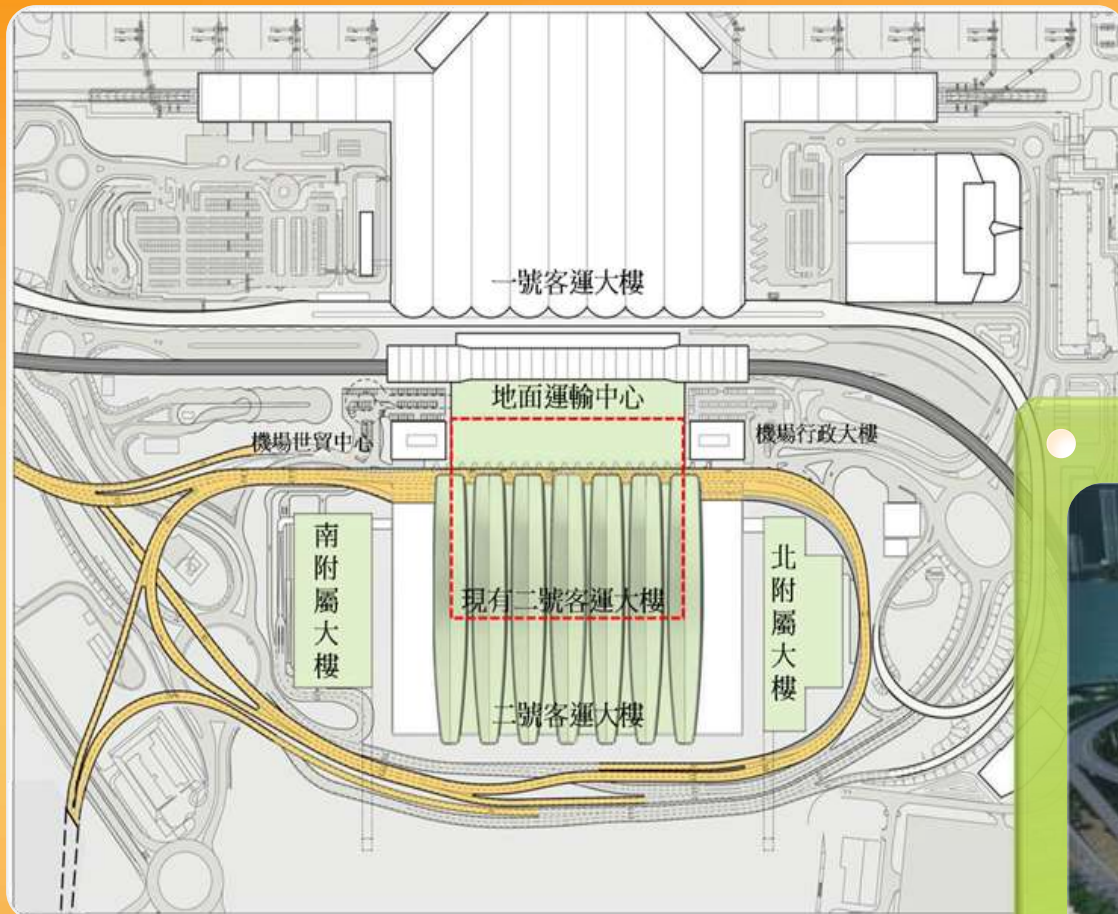 一號客運大樓
地面運輸中心
機場世貿中心
機場行政大樓
南附屬大樓
北附屬大樓
現有二號客運大樓
二號客運大樓